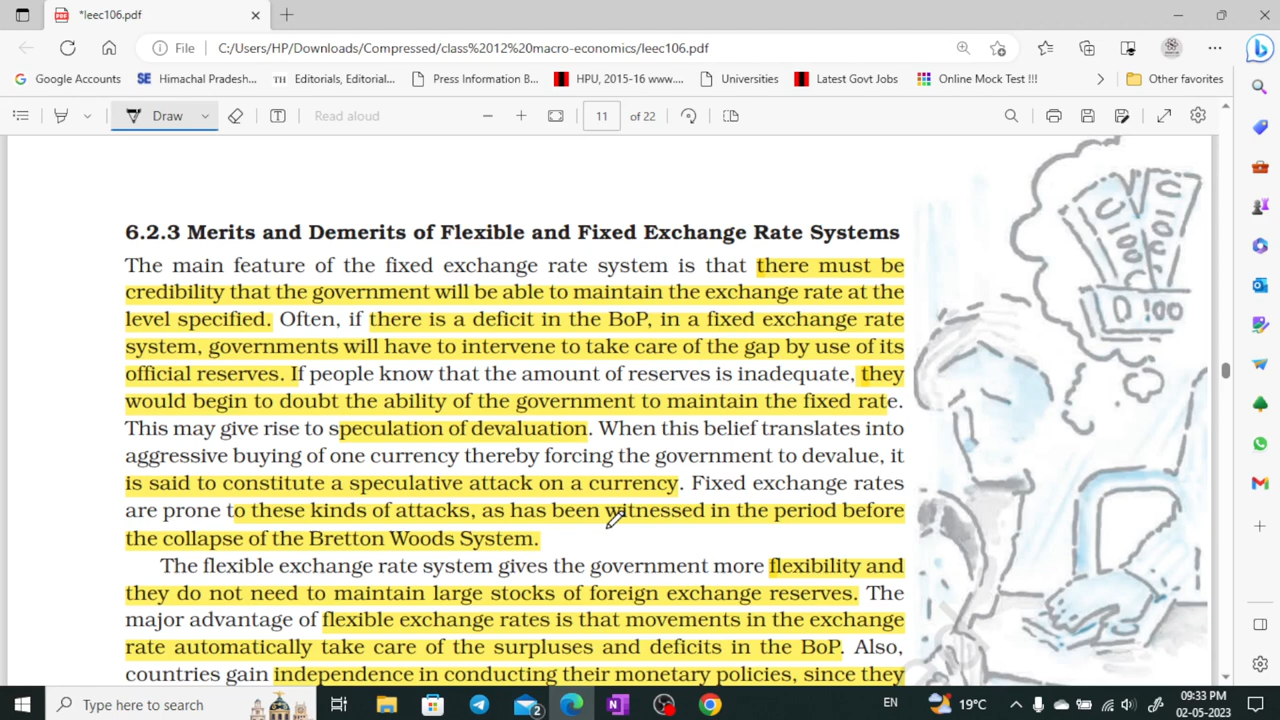 *leec106.pdf
File C:/Users/HP/Downloads/Compressed/class%2012%20macro-economics/leec106.pdf
Google Accounts SE Himachal Pradesh... TH Editorials, Editorial... Press Information B... HPU, 2015-16 www.... Universities Latest Govt Jobs Online Mock Test !!! Other favorites
Draw Read aloud 11 of 22
6.2.3 Merits and Demerits of Flexible and Fixed Exchange Rate Systems
The main feature of the fixed exchange rate system is that there must be
credibility that the government will be able to maintain the exchange rate at the
level specified. Often, if there is a deficit in the BoP, in a fixed exchange rate
system, governments will have to intervene to take care of the gap by use of its
official reserves. If people know that the amount of reserves is inadequate, they
would begin to doubt the ability of the government to maintain the fixed rate.
This may give rise to speculation of devaluation. When this belief translates into
aggressive buying of one currency thereby forcing the government to devalue, it
is said to constitute a speculative attack on a currency. Fixed exchange rates
are prone to these kinds of attacks, as has been witnessed in the period before
the collapse of the Bretton Woods System.
The flexible exchange rate system gives the government more flexibility and
they do not need to maintain large stocks of foreign exchange reserves. The
major advantage of flexible exchange rates is that movements in the exchange
rate automatically take care of the surpluses and deficits in the BoP. Also,
countries gain independence in conducting their monetary policies, since they
Type here to search 2 EN 19°C 09:33 PM
02-05-2023